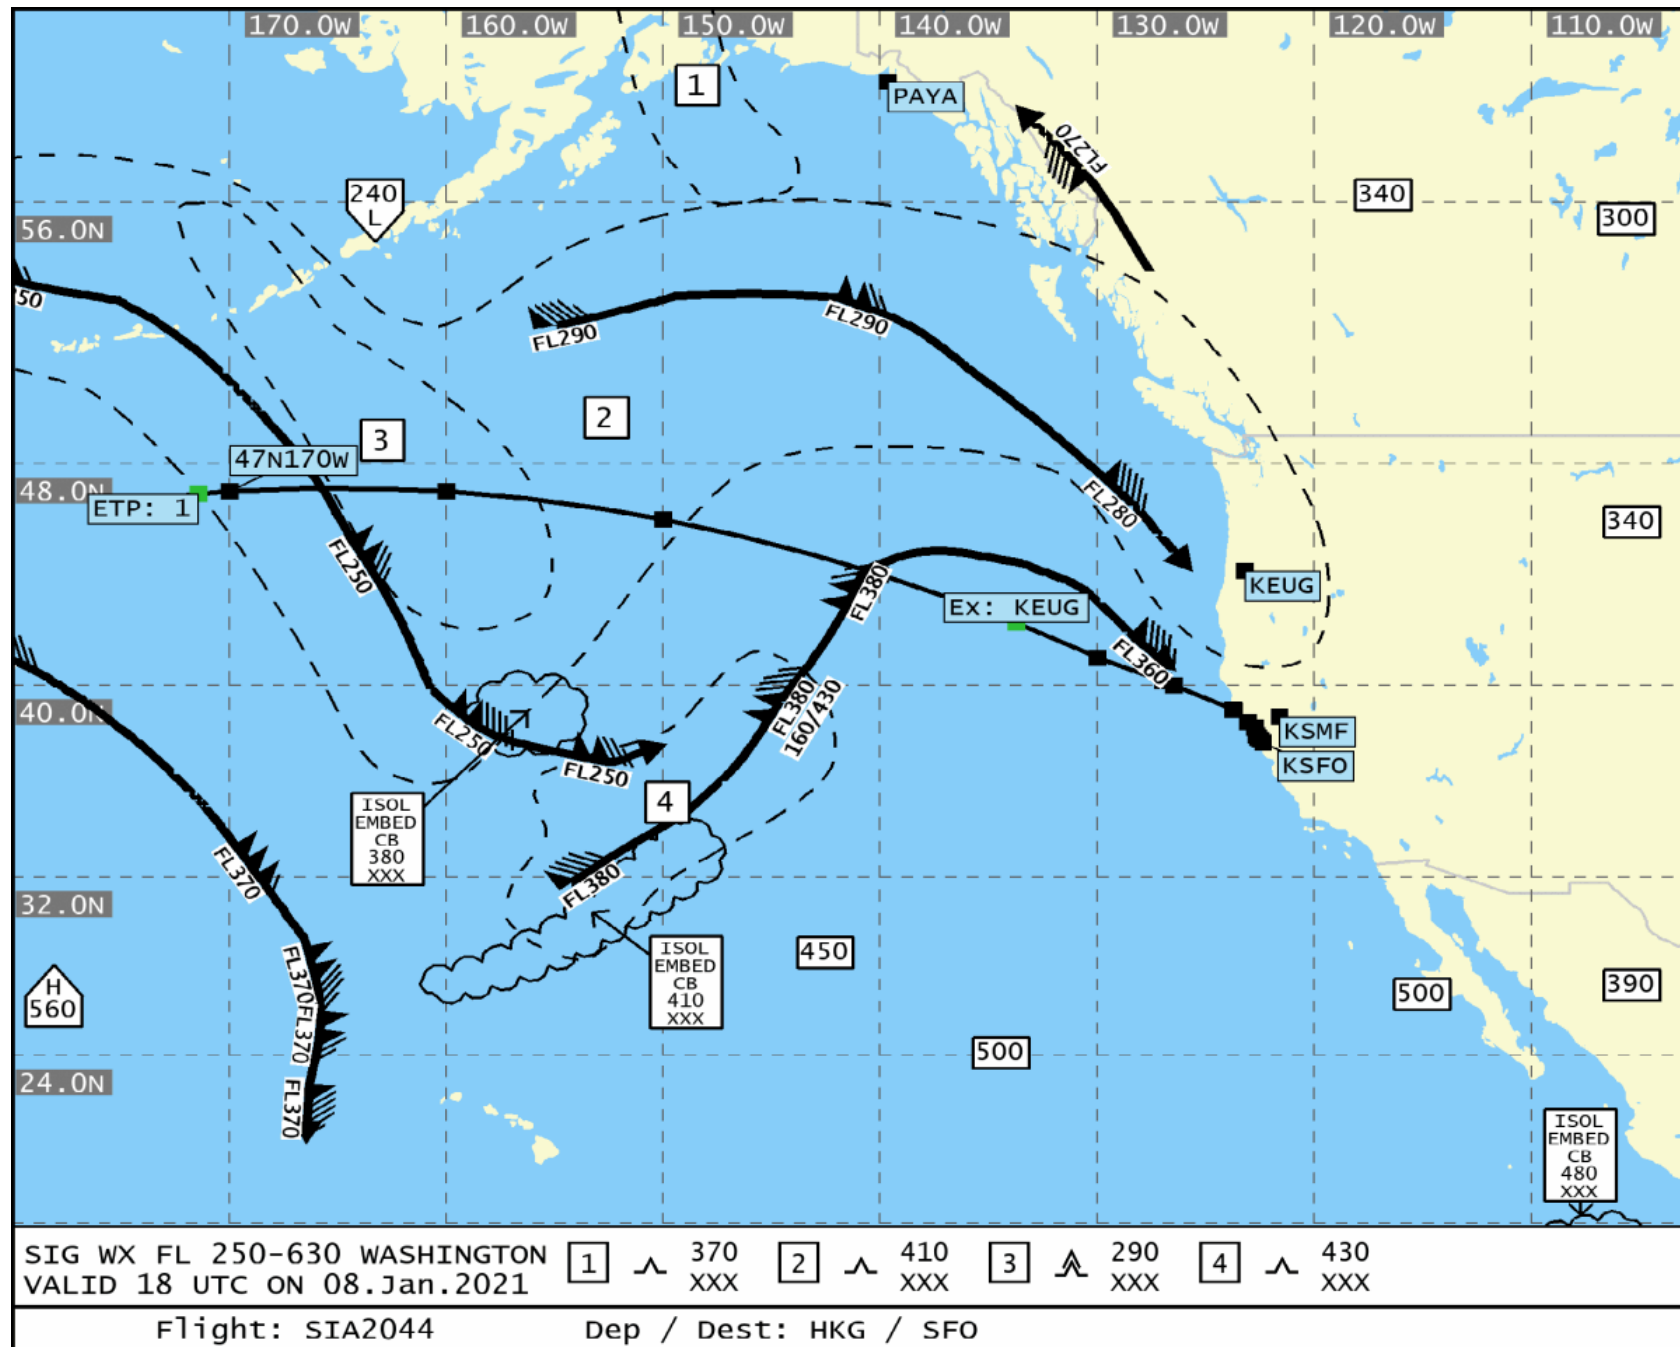 170.0W 160.0W 150.0W 140.0W 130.0W 120.0W 110.0W
1
PAYA
FL270
240
L
340
300
56.0N
50
FL290
FL290
2
3
47N170W
48.0N
ETP: 1
FL280
340
FL250
FL380
Ex: KEUG
KEUG
FL360
40.0N
FL250
FL380/
160/430
KSMF
KSFO
FL250
4
ISOL
EMBED
CB
380
XXX
FL370
FL380
32.0N
ISOL
EMBED
CB
410
XXX
450
H
560
FL370
FL370
500
390
500
24.0N
FL370
ISOL
EMBED
CB
480
XXX
SIG WX FL 250-630 WASHINGTON
VALID 18 UTC ON 08.Jan.2021
1 370
XXX
2 410
XXX
3 290
XXX
4 430
XXX
Flight: SIA2044 Dep / Dest: HKG / SFO